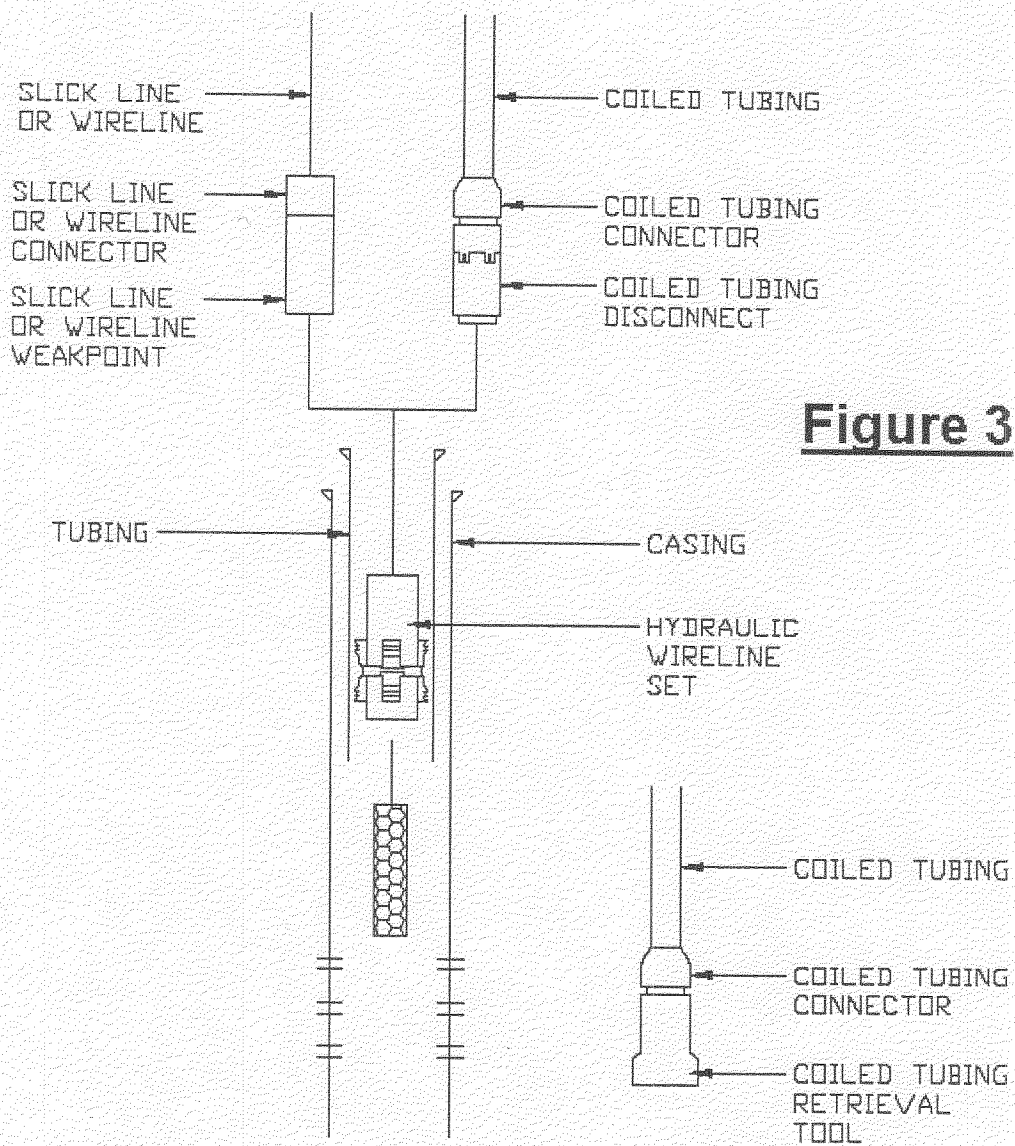 SLICK LINE
OR WIRELINE
SLICK LINE
OR WIRELINE
CONNECTOR
SLICK LINE
OR WIRELINE
WEAKPOINT
COILED TUBING
COILED TUBING
CONNECTOR
COILED TUBING
DISCONNECT
Figure 3
TUBING
CASING
HYDRAULIC
WIRELINE
SET
COILED TUBING
COILED TUBING
CONNECTOR
COILED TUBING
RETRIEVAL
TOOL